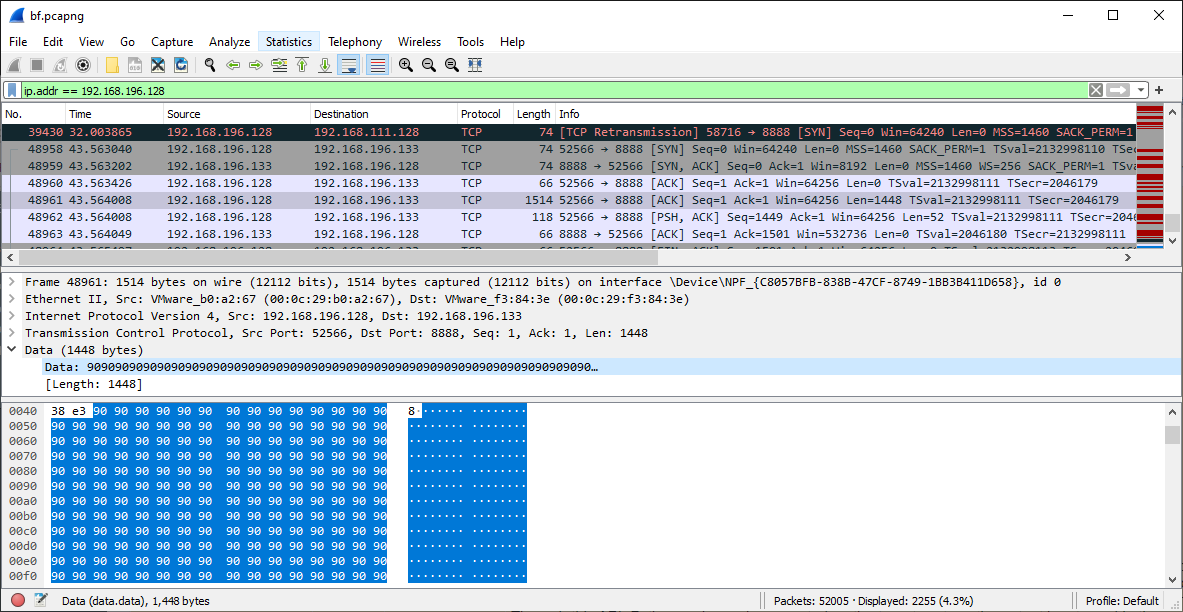 bf.pcapng
File Edit View Go Capture Analyze Statistics Telephony Wireless Tools Help
ip.addr == 192.168.196.128
No. Time Source Destination Protocol Length Info
39430 32.003865 192.168.196.128 192.168.111.128 TCP 74 [TCP Retransmission] 58716 → 8888 [SYN] Seq=0 Win=64240 Len=0 MSS=1460 SACK_PERM=1
48958 43.563040 192.168.196.128 192.168.196.133 TCP 74 52566 → 8888 [SYN] Seq=0 Win=64240 Len=0 MSS=1460 SACK_PERM=1 TSval=2132998110 TSe
48959 43.563202 192.168.196.133 192.168.196.128 TCP 74 8888 → 52566 [SYN, ACK] Seq=0 Ack=1 Win=8192 Len=0 MSS=1460 WS=256 SACK_PERM=1 TSv
48960 43.563426 192.168.196.128 192.168.196.133 TCP 66 52566 → 8888 [ACK] Seq=1 Ack=1 Win=64256 Len=0 TSval=2132998111 TSecr=2046179
48961 43.564008 192.168.196.128 192.168.196.133 TCP 1514 52566 → 8888 [ACK] Seq=1 Ack=1 Win=64256 Len=1448 TSval=2132998111 TSecr=2046179
48962 43.564008 192.168.196.128 192.168.196.133 TCP 118 52566 → 8888 [PSH, ACK] Seq=1449 Ack=1 Win=64256 Len=52 TSval=2132998111 TSecr=204
48963 43.564049 192.168.196.133 192.168.196.128 TCP 66 8888 → 52566 [ACK] Seq=1 Ack=1501 Win=532736 Len=0 TSval=2046180 TSecr=2132998111
Frame 48961: 1514 bytes on wire (12112 bits), 1514 bytes captured (12112 bits) on interface \Device\NPF_{C8057BFB-838B-47CF-8749-1BB3B411D658}, id 0
Ethernet II, Src: VMware_b0:a2:67 (00:0c:29:b0:a2:67), Dst: VMware_f3:84:3e (00:0c:29:f3:84:3e)
Internet Protocol Version 4, Src: 192.168.196.128, Dst: 192.168.196.133
Transmission Control Protocol, Src Port: 52566, Dst Port: 8888, Seq: 1, Ack: 1, Len: 1448
Data (1448 bytes)
Data: 909090909090909090909090909090909090909090909090909090909090909090909090…
[Length: 1448]
0040 38 e3 90 90 90 90 90 90 90 90 90 90 90 90 90 90 8· ······ ········
0050 90 90 90 90 90 90 90 90 90 90 90 90 90 90 90 90 ········ ········
0060 90 90 90 90 90 90 90 90 90 90 90 90 90 90 90 90 ········ ········
0070 90 90 90 90 90 90 90 90 90 90 90 90 90 90 90 90 ········ ········
0080 90 90 90 90 90 90 90 90 90 90 90 90 90 90 90 90 ········ ········
0090 90 90 90 90 90 90 90 90 90 90 90 90 90 90 90 90 ········ ········
00a0 90 90 90 90 90 90 90 90 90 90 90 90 90 90 90 90 ········ ········
00b0 90 90 90 90 90 90 90 90 90 90 90 90 90 90 90 90 ········ ········
00c0 90 90 90 90 90 90 90 90 90 90 90 90 90 90 90 90 ········ ········
00d0 90 90 90 90 90 90 90 90 90 90 90 90 90 90 90 90 ········ ········
00e0 90 90 90 90 90 90 90 90 90 90 90 90 90 90 90 90 ········ ········
00f0 90 90 90 90 90 90 90 90 90 90 90 90 90 90 90 90 ········ ········
Data (data.data), 1,448 bytes Packets: 52005 · Displayed: 2255 (4.3%) Profile: Default